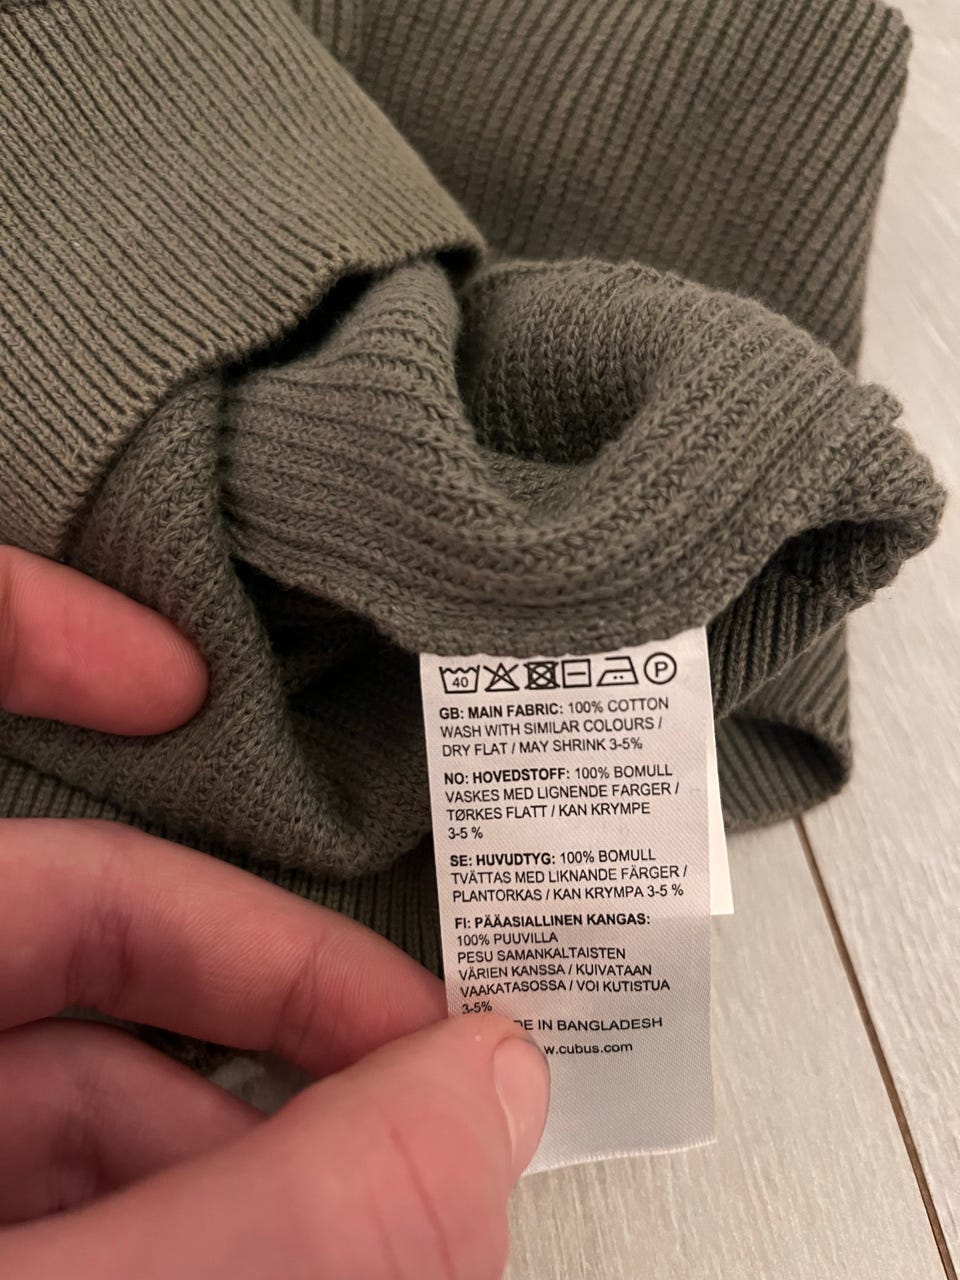 40 P
GB: MAIN FABRIC: 100% COTTON
WASH WITH SIMILAR COLOURS /
DRY FLAT / MAY SHRINK 3-5%
NO: HOVEDSTOFF: 100% BOMULL
VASKES MED LIGNENDE FARGER /
TØRKES FLATT / KAN KRYMPE
3-5 %
SE: HUVUDTYG: 100% BOMULL
TVÄTTAS MED LIKNANDE FÄRGER /
PLANTORKAS / KAN KRYMPA 3-5 %
FI: PÄÄASIALLINEN KANGAS:
100% PUUVILLA
PESU SAMANKALTAISTEN
VÄRIEN KANSSA / KUIVATAAN
VAAKATASOSSA / VOI KUTISTUA
3-5%
DE IN BANGLADESH
w.cubus.com